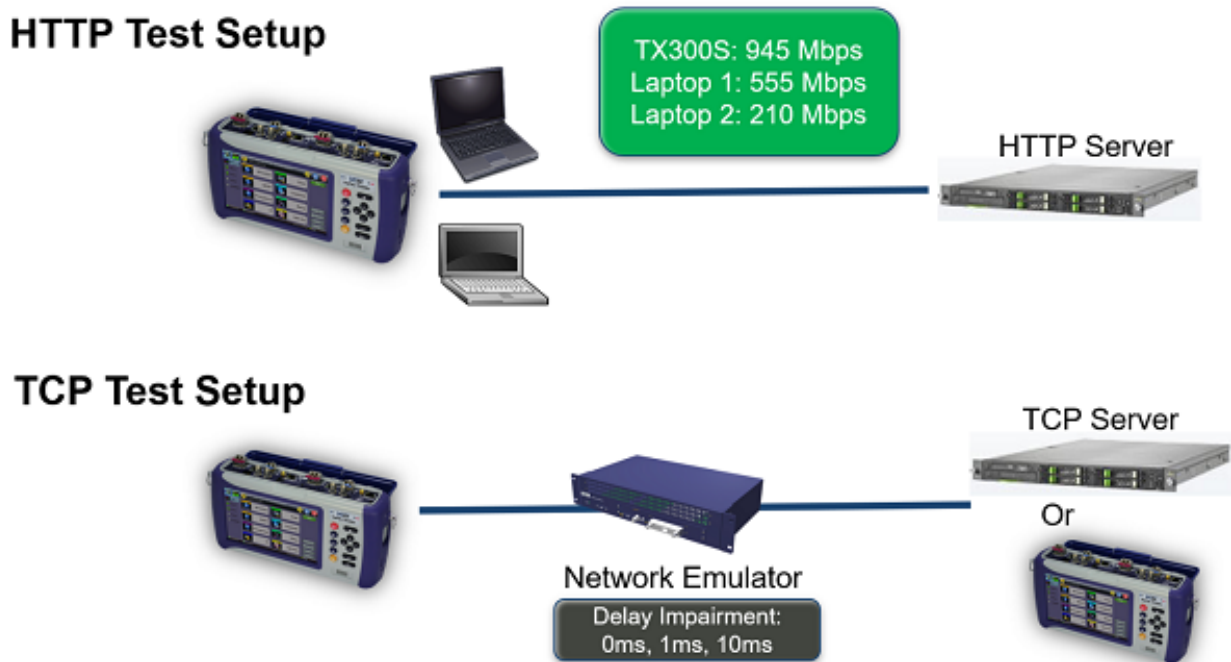 HTTP Test Setup
TX300S: 945 Mbps
Laptop 1: 555 Mbps
Laptop 2: 210 Mbps
HTTP Server
TCP Test Setup
TCP Server
Or
Network Emulator
Delay Impairment:
0ms, 1ms, 10ms